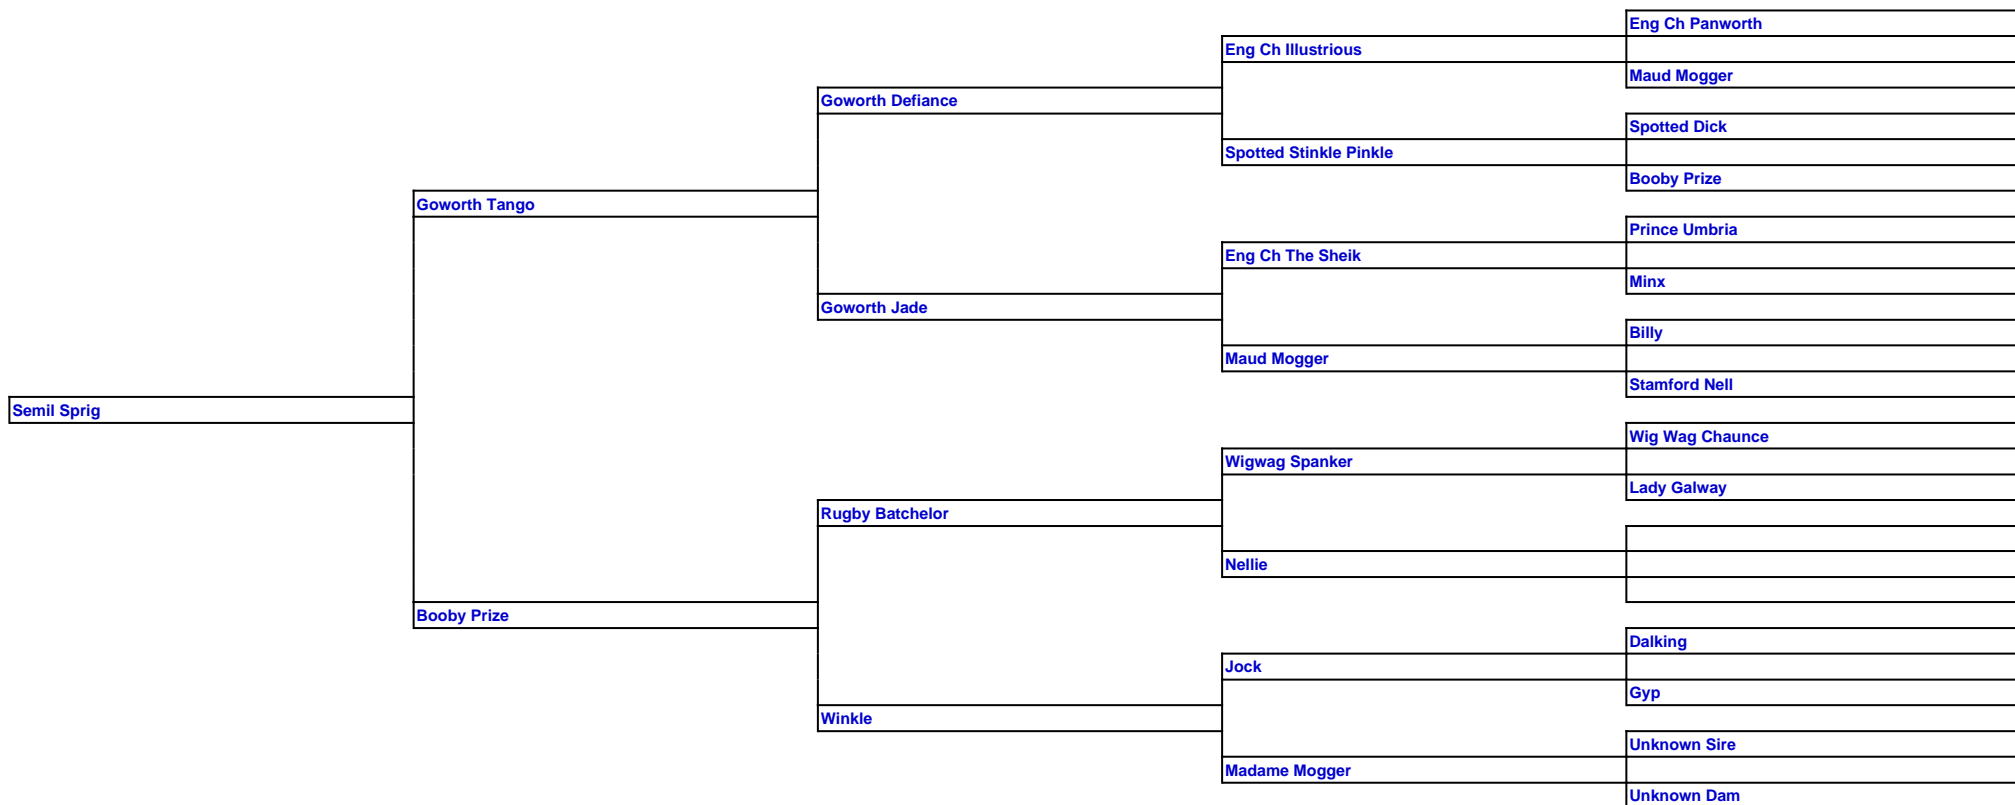 Eng Ch Panworth
Eng Ch Illustrious
Maud Mogger
Goworth Defiance
Spotted Dick
Spotted Stinkle Pinkle
Booby Prize
Goworth Tango
Prince Umbria
Eng Ch The Sheik
Minx
Goworth Jade
Billy
Maud Mogger
Stamford Nell
Semil Sprig
Wig Wag Chaunce
Wigwag Spanker
Lady Galway
Rugby Batchelor
Nellie
Booby Prize
Dalking
Jock
Gyp
Winkle
Unknown Sire
Madame Mogger
Unknown Dam